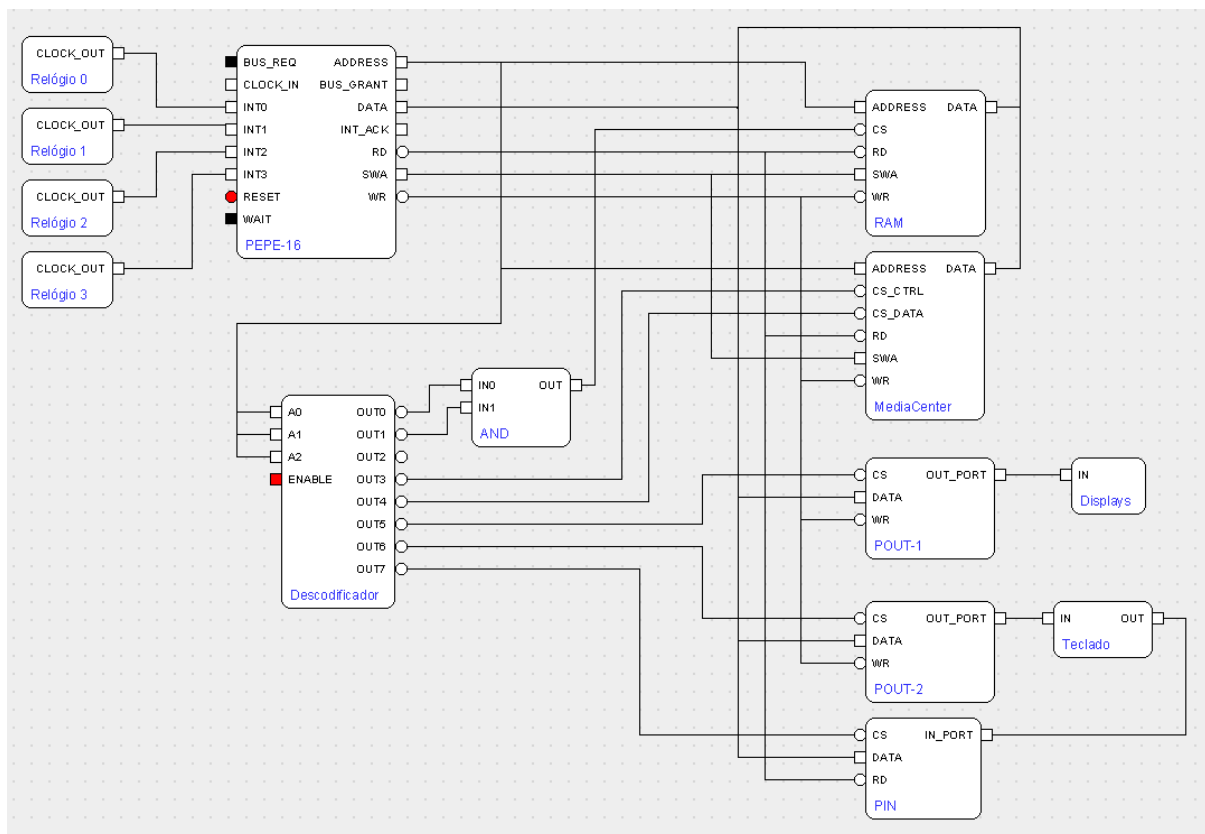 CLOCK_OUT
Relógio 0
CLOCK_OUT
Relógio 1
CLOCK_OUT
Relógio 2
CLOCK_OUT
Relógio 3
BUS_REQ ADDRESS
CLOCK_IN BUS_GRANT
INT0 DATA
INT1 INT_ACK
INT2 RD
INT3 SWA
RESET WR
WAIT
PEPE-16
ADDRESS DATA
CS
RD
SWA
WR
RAM
ADDRESS DATA
CS_CTRL
CS_DATA
RD
SWA
WR
MediaCenter
A0 OUT0
A1 OUT1
A2 OUT2
ENABLE OUT3
OUT4
OUT5
OUT6
OUT7
Descodificador
IN0 OUT
IN1
AND
CS OUT_PORT
DATA
WR
POUT-1
IN
Displays
CS OUT_PORT
DATA
WR
POUT-2
IN OUT
Teclado
CS IN_PORT
DATA
RD
PIN